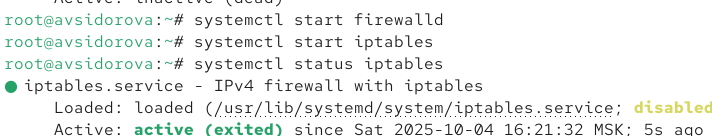 Active: inactive (dead)
root@avsidorova:~# systemctl start firewalld
root@avsidorova:~# systemctl start iptables
root@avsidorova:~# systemctl status iptables
● iptables.service - IPv4 firewall with iptables
Loaded: loaded (/usr/lib/systemd/system/iptables.service; disabled
Active: active (exited) since Sat 2025-10-04 16:21:32 MSK; 5s ago